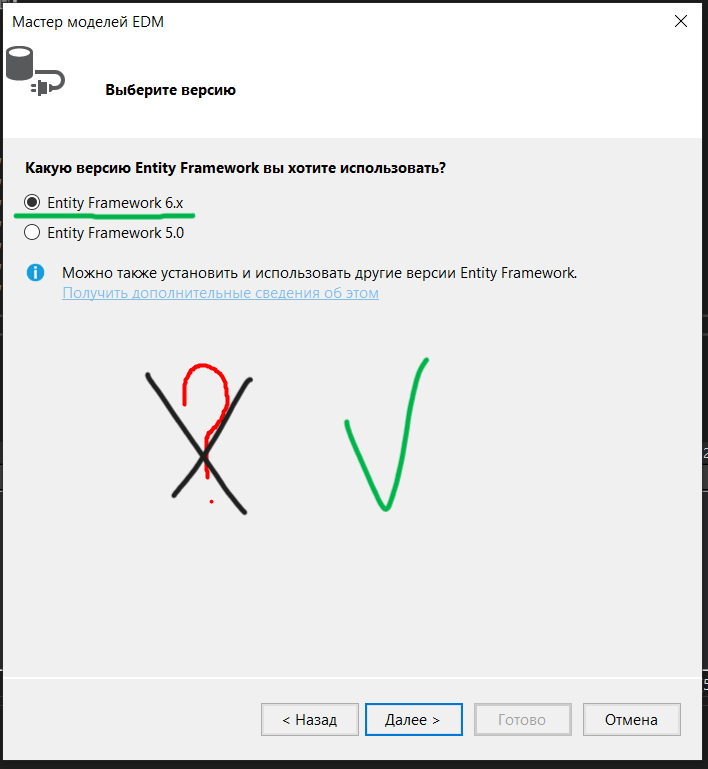 Мастер моделей EDM
Выберите версию
Какую версию Entity Framework вы хотите использовать?
Entity Framework 6.x
Entity Framework 5.0
Можно также установить и использовать другие версии Entity Framework.
Получить дополнительные сведения об этом
?
< Назад
Далее >
Готово
Отмена